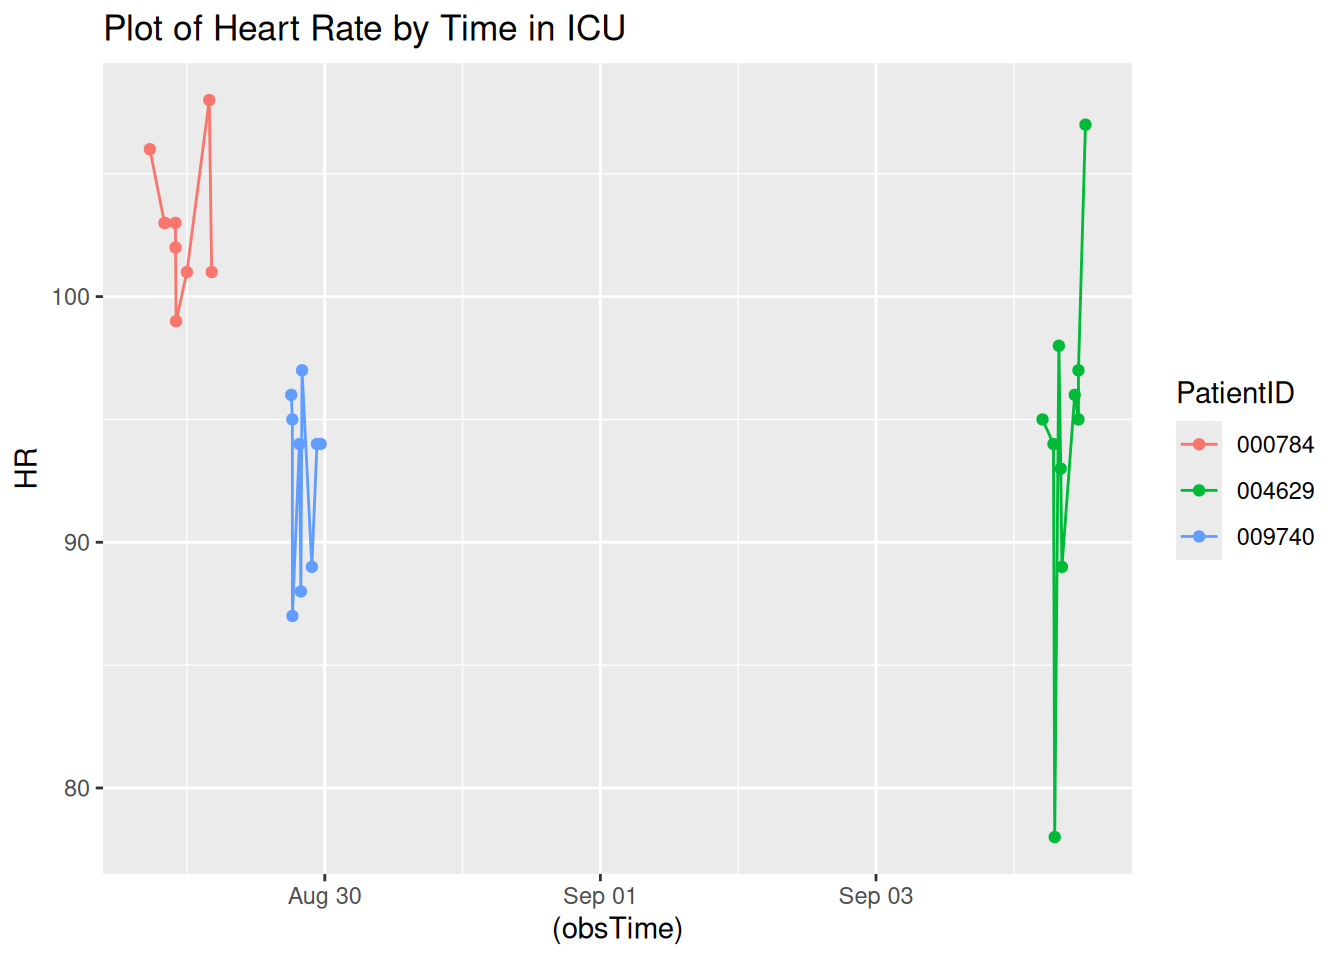 Plot of Heart Rate by Time in ICU
HR
100
90
80
Aug 30
Sep 01
Sep 03
(obsTime)
PatientID
000784
004629
009740